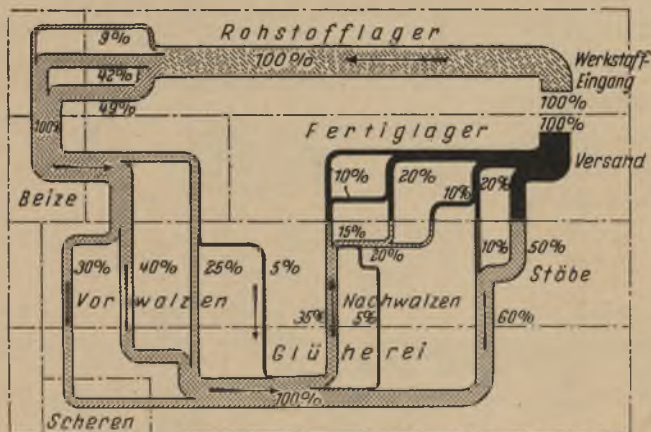 Rohstofflager
9%
100%
Werkstoff-
Eingang
42%
49%
100%
100%
100%
Fertiglager
Versand
Beize
10%
20%
10%
20%
15%
20%
10%
50%
Stöbe
30%
40%
25%
5%
Vorwalzen
Nachwalzen
35%
5%
60%
Glüherei
100%
Scheren